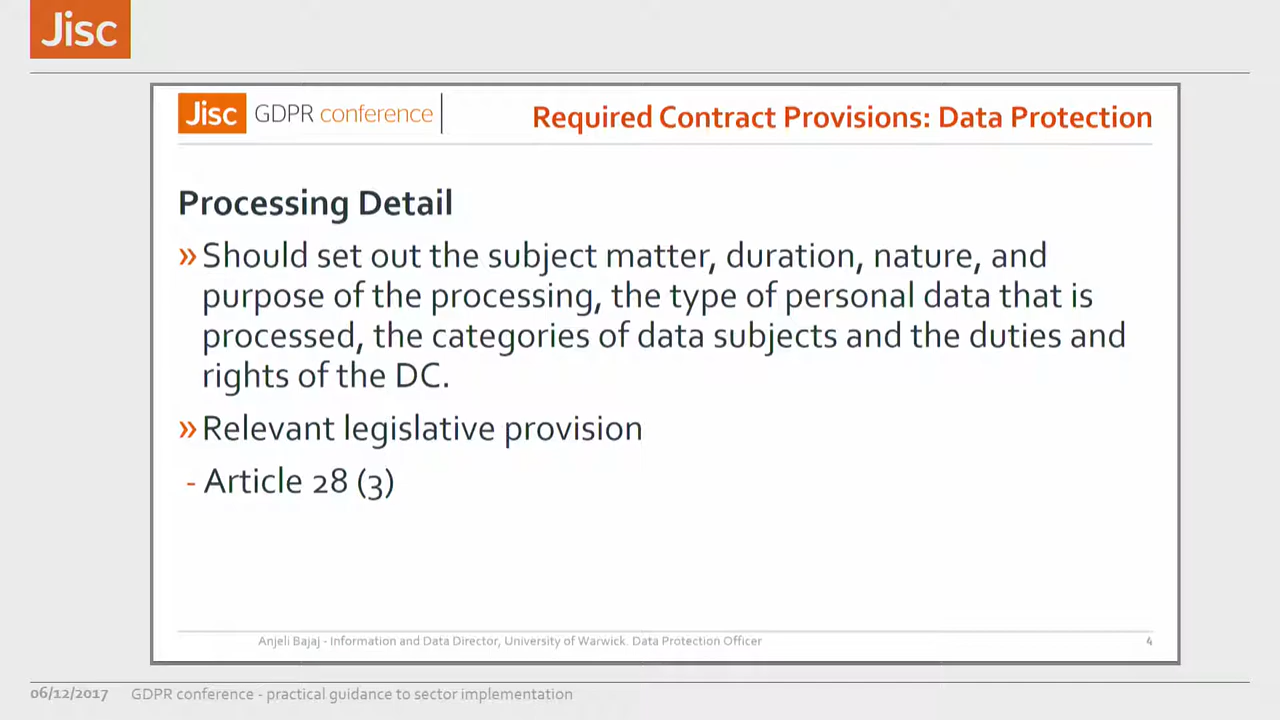 Jisc
Jisc GDPR conference
Required Contract Provisions: Data Protection
Processing Detail
» Should set out the subject matter, duration, nature, and
purpose of the processing, the type of personal data that is
processed, the categories of data subjects and the duties and
rights of the DC.
» Relevant legislative provision
- Article 28 (3)
Anjeli Bajaj - Information and Data Director, University of Warwick. Data Protection Officer 4
06/12/2017 GDPR conference - practical guidance to sector implementation